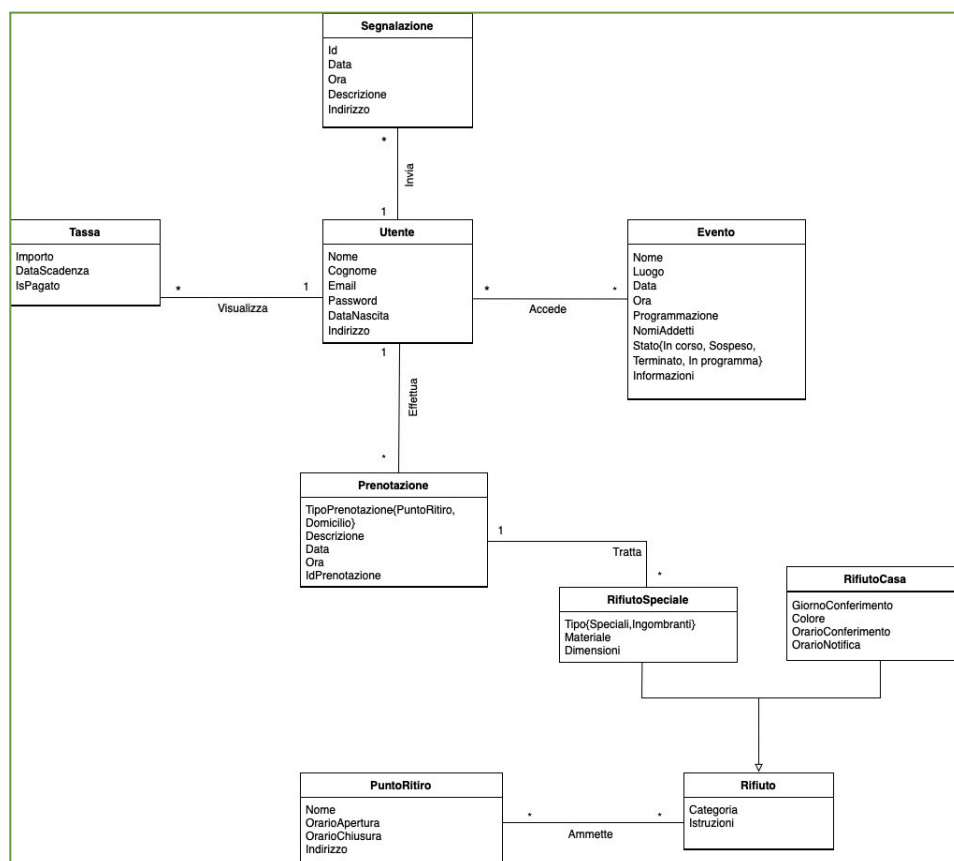 Segnalazione
Id
Data
Ora
Descrizione
Indirizzo
*
Invia
1
Tassa
Importo
DataScadenza
IsPagato
*
Visualizza
1
Utente
Nome
Cognome
Email
Password
DataNascita
Indirizzo
*
Accede
*
Evento
Nome
Luogo
Data
Ora
Programmazione
NomiAddetti
Stato{In corso, Sospeso,
Terminato, In programma}
Informazioni
1
Effettua
*
Prenotazione
TipoPrenotazione{PuntoRitiro,
Domicilio}
Descrizione
Data
Ora
IdPrenotazione
1
Tratta
*
RifiutoSpeciale
Tipo{Speciali,Ingombranti}
Materiale
Dimensioni
RifiutoCasa
GiornoConferimento
Colore
OrarioConferimento
OrarioNotifica
PuntoRitiro
Nome
OrarioApertura
OrarioChiusura
Indirizzo
*
Ammette
*
Rifiuto
Categoria
Istruzioni